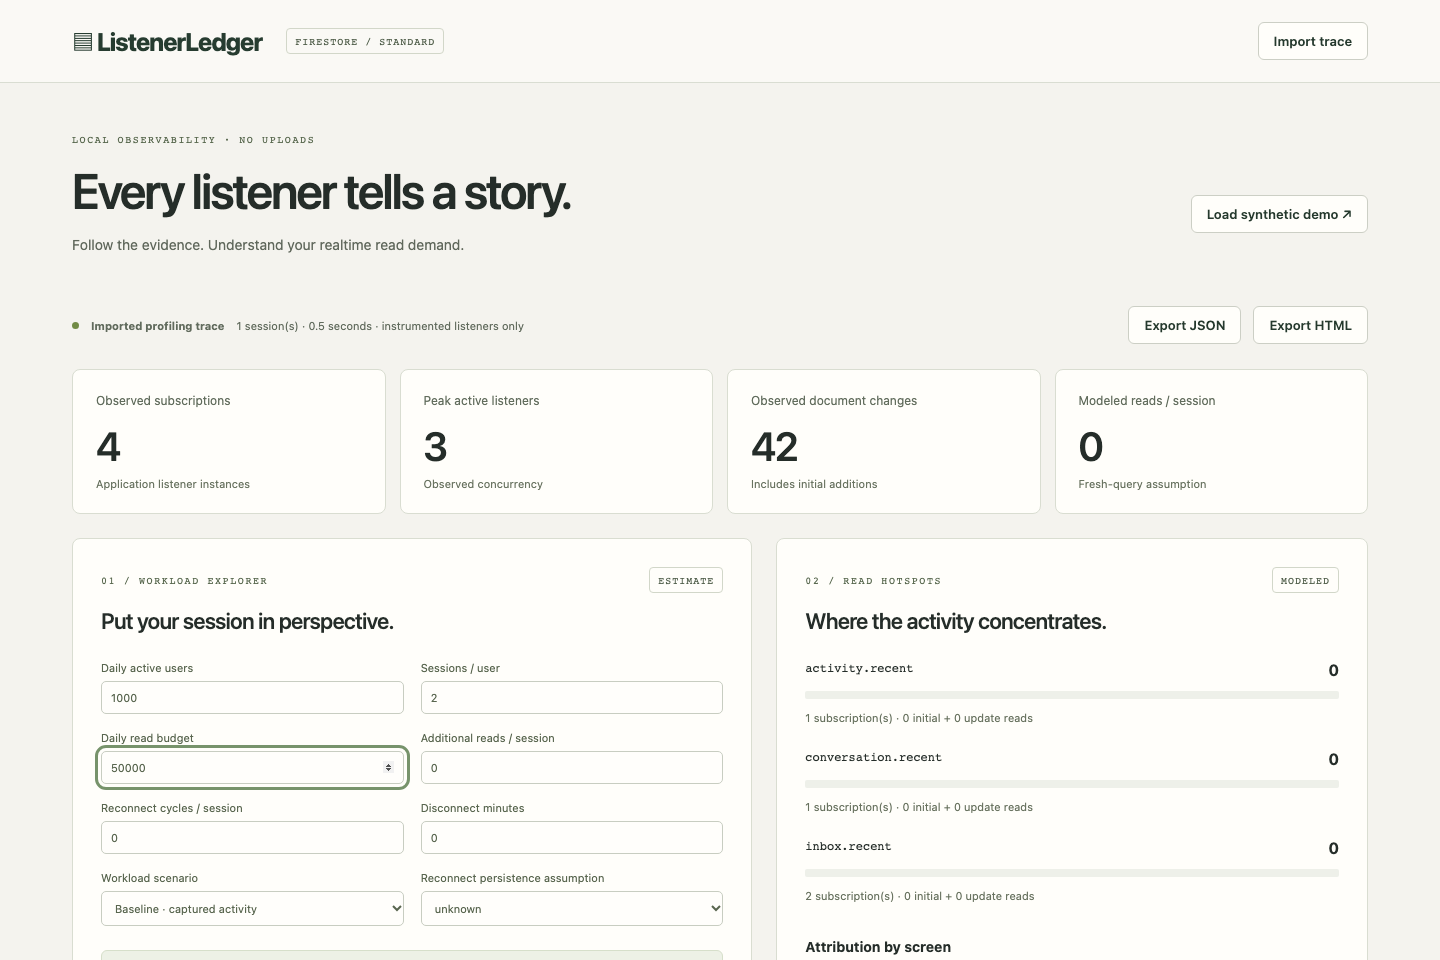 ListenerLedger
FIRESTORE / STANDARD
Import trace
LOCAL OBSERVABILITY · NO UPLOADS
Every listener tells a story.
Follow the evidence. Understand your realtime read demand.
Load synthetic demo ↗
Imported profiling trace 1 session(s) · 0.5 seconds · instrumented listeners only
Export JSON
Export HTML
Observed subscriptions
4
Application listener instances
Peak active listeners
3
Observed concurrency
Observed document changes
42
Includes initial additions
Modeled reads / session
0
Fresh-query assumption
01 / WORKLOAD EXPLORER
ESTIMATE
Put your session in perspective.
Daily active users
1000
Sessions / user
2
Daily read budget
50000
Additional reads / session
0
Reconnect cycles / session
0
Disconnect minutes
0
Workload scenario
Baseline · captured activity
Reconnect persistence assumption
unknown
02 / READ HOTSPOTS
MODELED
Where the activity concentrates.
activity.recent 0
1 subscription(s) · 0 initial + 0 update reads
conversation.recent 0
1 subscription(s) · 0 initial + 0 update reads
inbox.recent 0
2 subscription(s) · 0 initial + 0 update reads
Attribution by screen